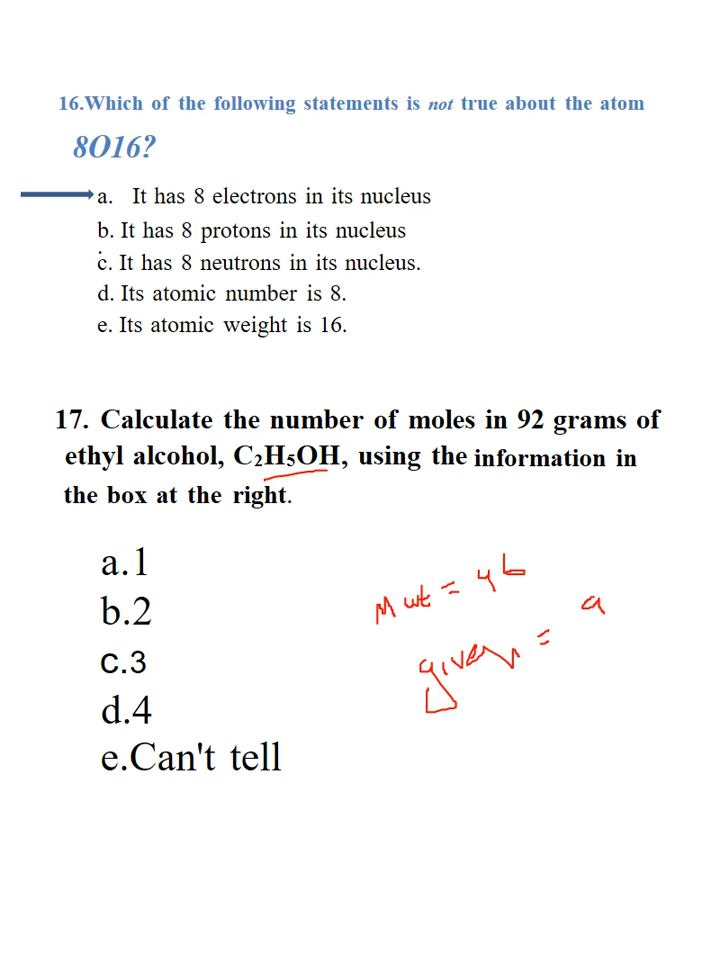 16.Which of the following statements is not true about the atom
8O16?
a. It has 8 electrons in its nucleus
b. It has 8 protons in its nucleus
c. It has 8 neutrons in its nucleus.
d. Its atomic number is 8.
e. Its atomic weight is 16.
17. Calculate the number of moles in 92 grams of
ethyl alcohol, C₂H₅OH, using the information in
the box at the right.
a.1
b.2
c.3
d.4
e.Can't tell
M wt = 46
given =